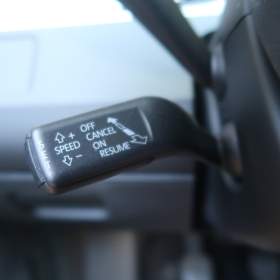 + OFF
SPEED CANCEL
- ON
RESUME